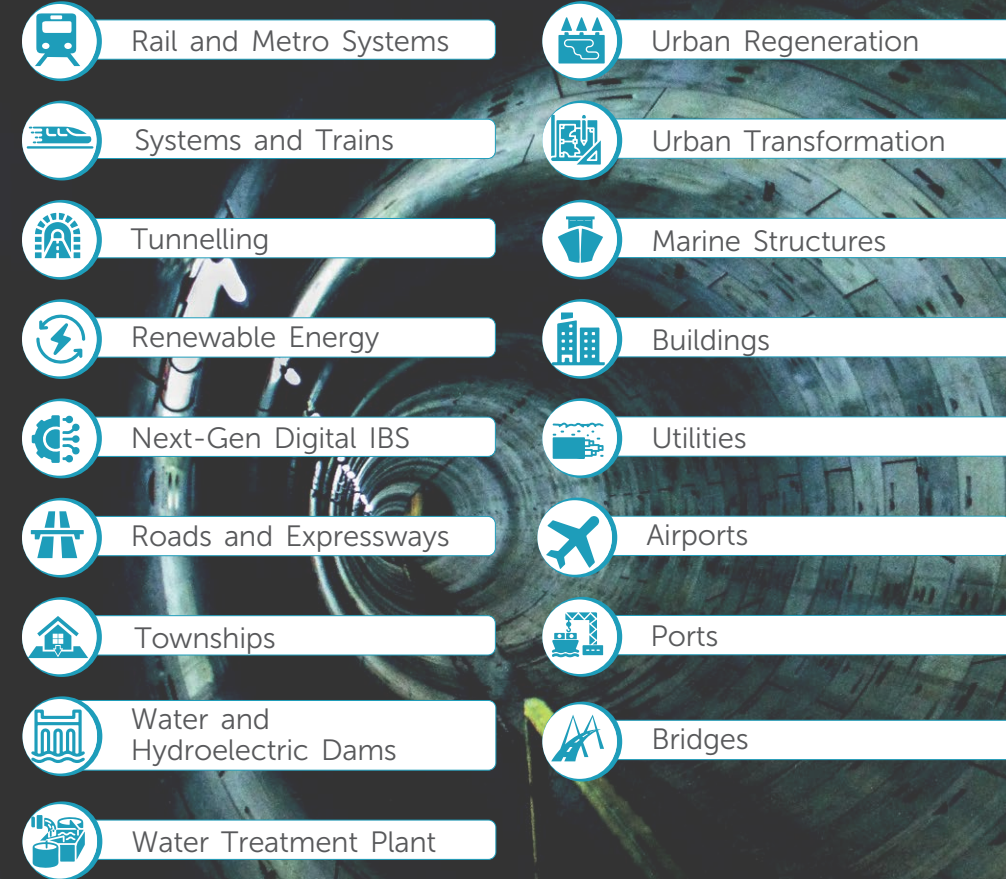 Rail and Metro Systems
Systems and Trains
Tunnelling
Renewable Energy
Next-Gen Digital IBS
Roads and Expressways
Townships
Water and
Hydroelectric Dams
Water Treatment Plant
Urban Regeneration
Urban Transformation
Marine Structures
Buildings
Utilities
Airports
Ports
Bridges